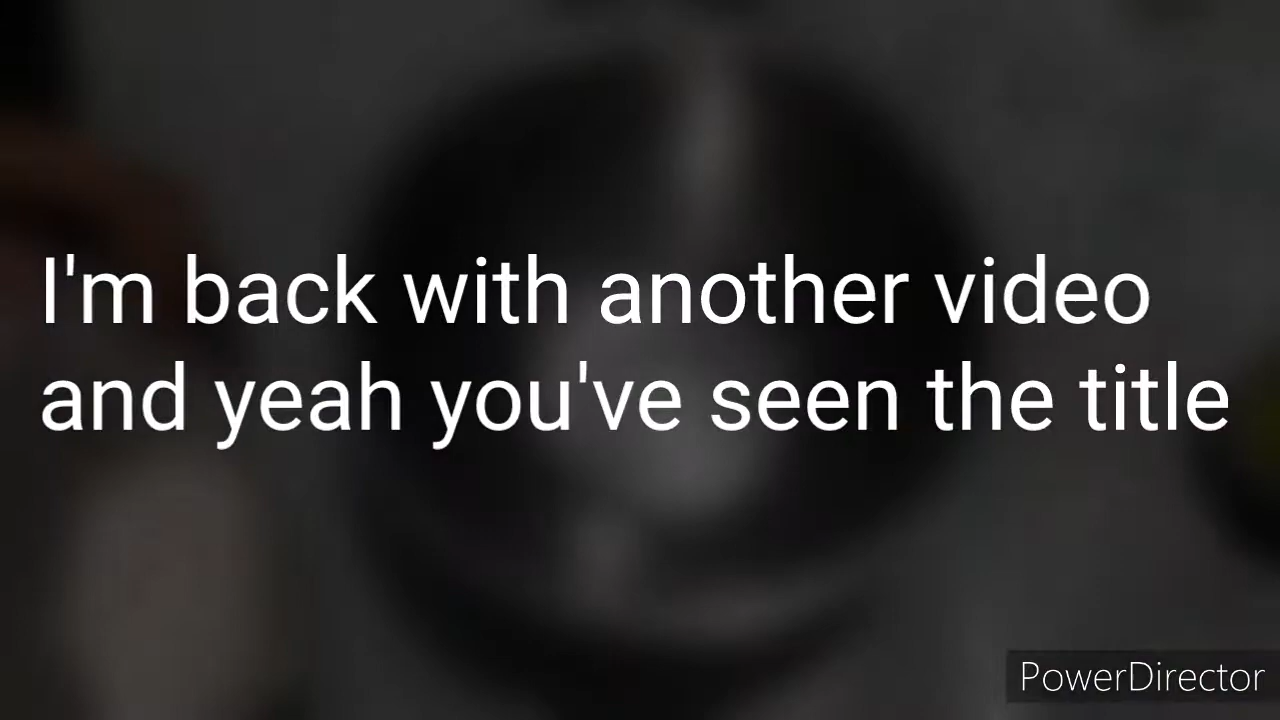 I'm back with another video
and yeah you've seen the title
PowerDirector